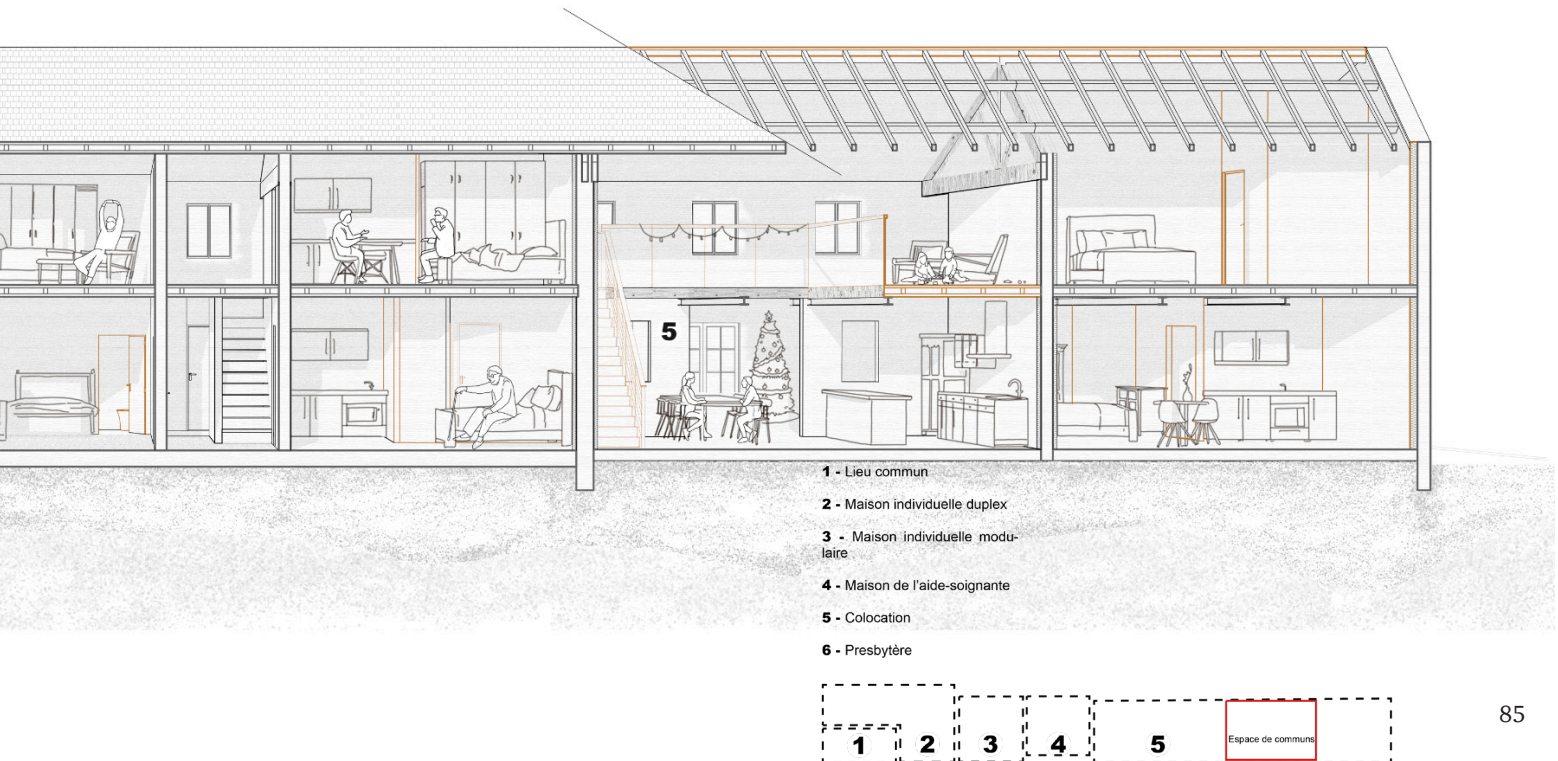 5
1 - Lieu commun
2 - Maison individuelle duplex
3 - Maison individuelle modu-
laire
4 - Maison de l'aide-soignante
5 - Colocation
6 - Presbytère
85
1 2 3 4 5 Espace de communs